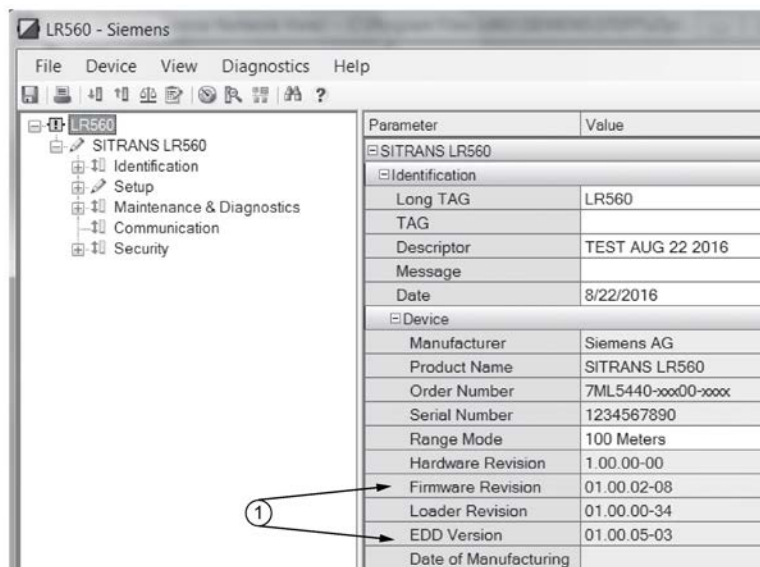 LR560 - Siemens
File Device View Diagnostics Help
LR560
SITRANS LR560
Identification
Setup
Maintenance & Diagnostics
Communication
Security
Parameter Value
SITRANS LR560
Identification
Long TAG LR560
TAG
Descriptor TEST AUG 22 2016
Message
Date 8/22/2016
Device
Manufacturer Siemens AG
Product Name SITRANS LR560
Order Number 7ML5440-xxx00-xxxx
Serial Number 1234567890
Range Mode 100 Meters
Hardware Revision 1.00.00-00
Firmware Revision 01.00.02-08
Loader Revision 01.00.00-34
EDD Version 01.00.05-03
Date of Manufacturing
1